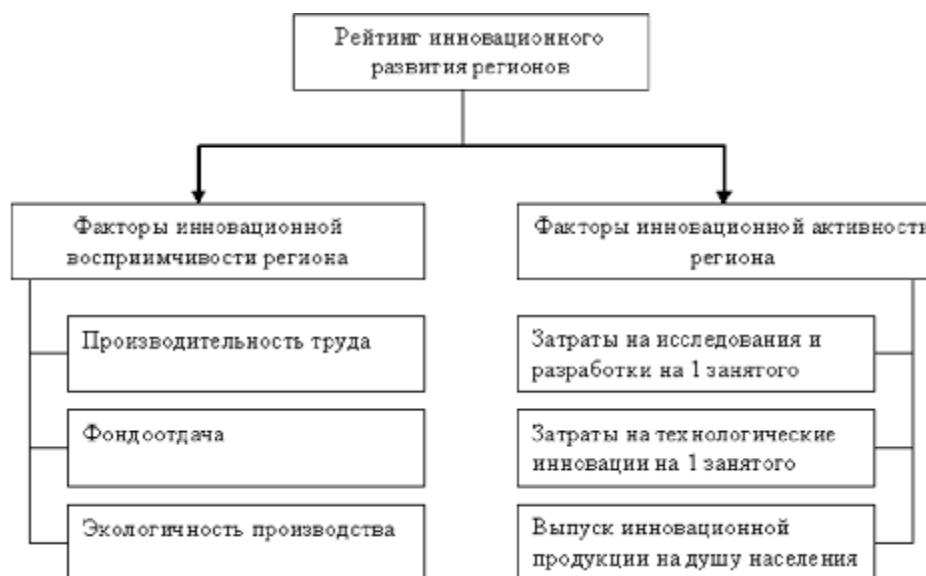 Рейтинг инновационного
развития регионов
Факторы инновационной
восприимчивости региона
Производительность труда
Фондоотдача
Экологичность производства
Факторы инновационной активности
региона
Затраты на исследования и
разработки на 1 занятого
Затраты на технологические
инновации на 1 занятого
Выпуск инновационной
продукции на душу населения